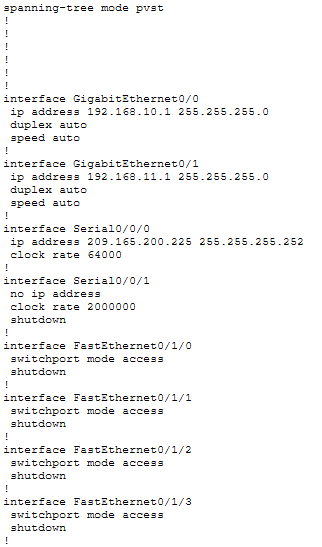 spanning-tree mode pvst
!
!
!
!
!
!
interface GigabitEthernet0/0
 ip address 192.168.10.1 255.255.255.0
 duplex auto
 speed auto
!
interface GigabitEthernet0/1
 ip address 192.168.11.1 255.255.255.0
 duplex auto
 speed auto
!
interface Serial0/0/0
 ip address 209.165.200.225 255.255.255.252
 clock rate 64000
!
interface Serial0/0/1
 no ip address
 clock rate 2000000
 shutdown
!
interface FastEthernet0/1/0
 switchport mode access
 shutdown
!
interface FastEthernet0/1/1
 switchport mode access
 shutdown
!
interface FastEthernet0/1/2
 switchport mode access
 shutdown
!
interface FastEthernet0/1/3
 switchport mode access
 shutdown
!